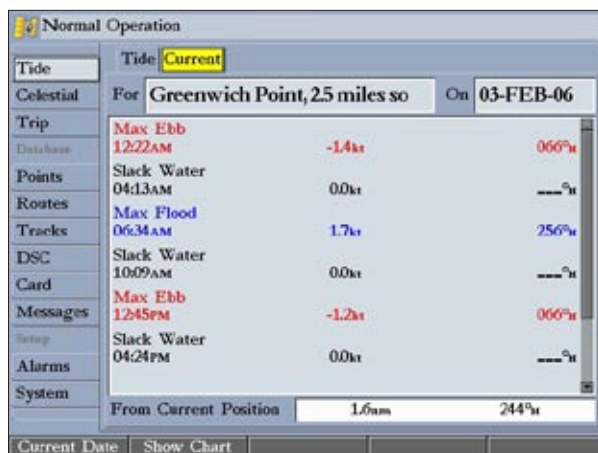 Normal Operation
Tide Current
Tide
Celestial
Trip
Database
Points
Routes
Tracks
DSC
Card
Messages
Setup
Alarms
System
For Greenwich Point, 2.5 miles so On 03-FEB-06
Max Ebb
12:22AM -1.4kt 066°M
Slack Water
04:13AM 0.0kt ___°M
Max Flood
06:34AM 1.7kt 256°M
Slack Water
10:09AM 0.0kt ___°M
Max Ebb
12:45PM -1.2kt 066°M
Slack Water
04:24PM 0.0kt ___°M
From Current Position 1.6nm 244°M
Current Date Show Chart